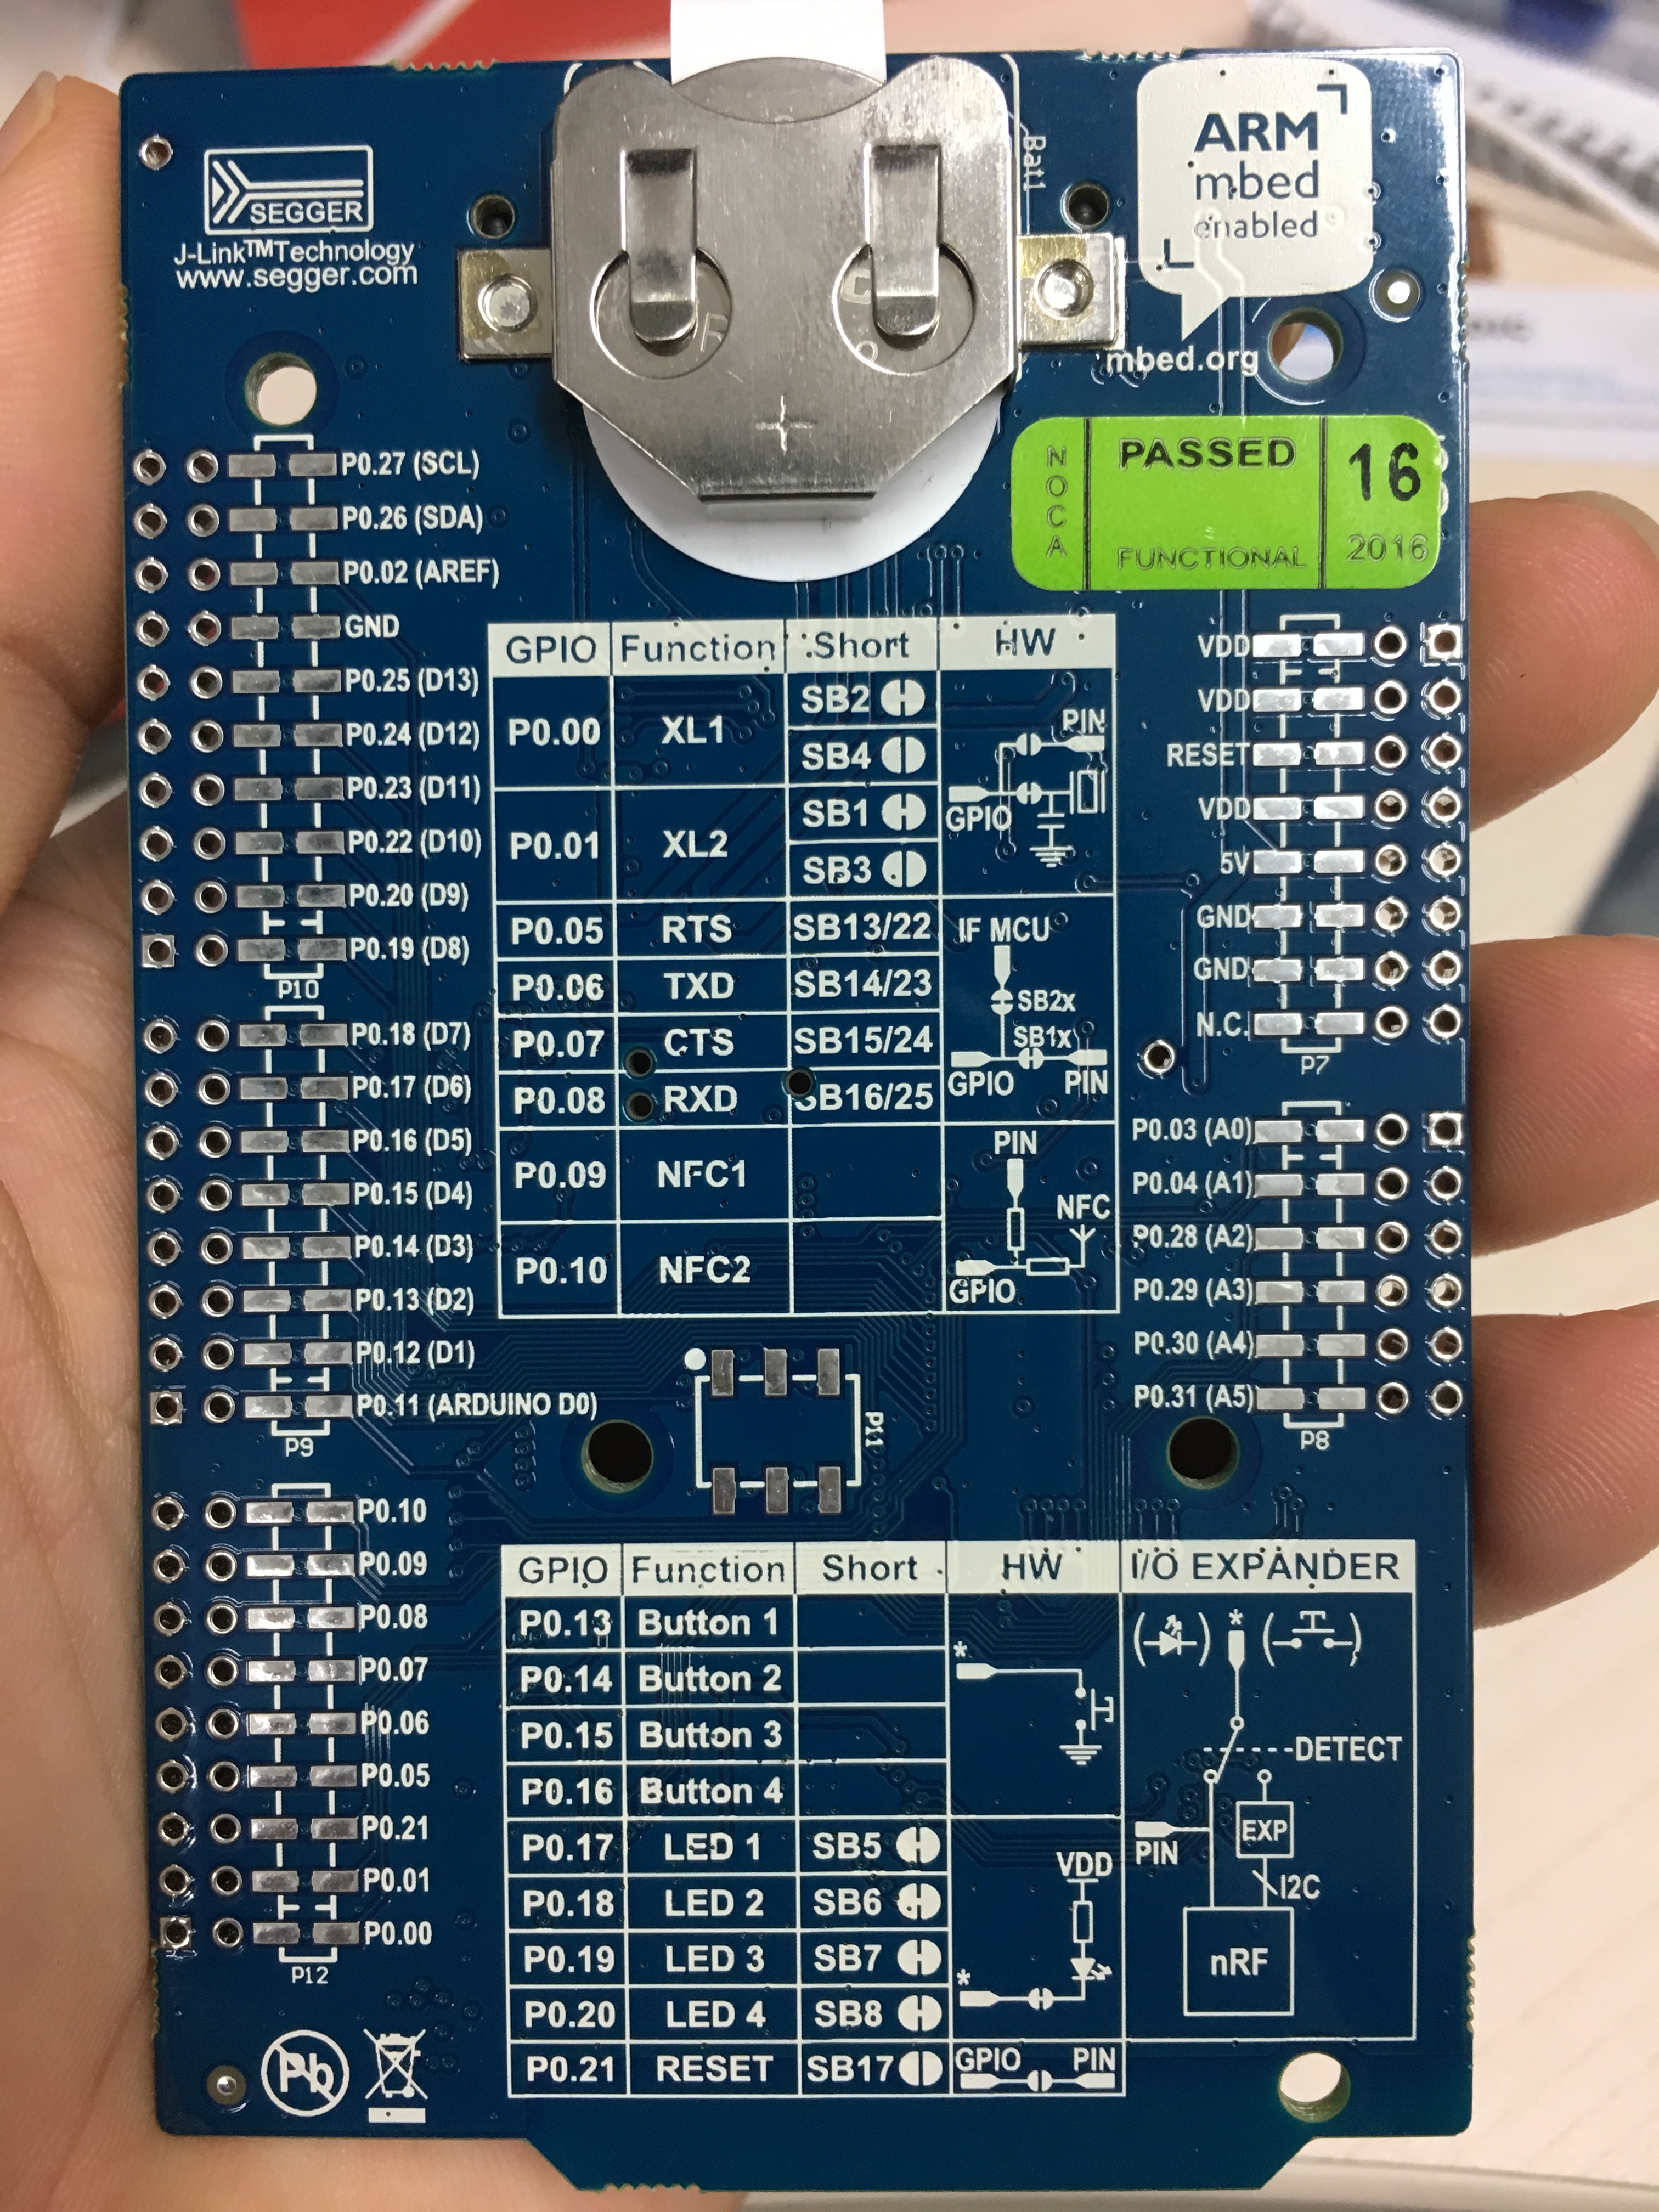 SEGGER
J-Link™Technology
www.segger.com
Bat1
ARM
mbed
enabled
mbed.org
NOCA
PASSED
FUNCTIONAL
16
2016
P0.27 (SCL)
P0.26 (SDA)
P0.02 (AREF)
GND
P0.25 (D13)
P0.24 (D12)
P0.23 (D11)
P0.22 (D10)
P0.20 (D9)
P0.19 (D8)
P10
P0.18 (D7)
P0.17 (D6)
P0.16 (D5)
P0.15 (D4)
P0.14 (D3)
P0.13 (D2)
P0.12 (D1)
P0.11 (ARDUINO D0)
P9
P0.10
P0.09
P0.08
P0.07
P0.06
P0.05
P0.21
P0.01
P0.00
P12
Pb
GPIO Function Short HW
P0.00 XL1 SB2
SB4
P0.01 XL2 SB1
SB3
PIN
GPIO
P0.05 RTS SB13/22
P0.06 TXD SB14/23
P0.07 CTS SB15/24
P0.08 RXD SB16/25
IF MCU
SB2x
SB1x
GPIO PIN
P0.09 NFC1
P0.10 NFC2
PIN
NFC
GPIO
P11
VDD
VDD
RESET
VDD
5V
GND
GND
N.C.
P7
P0.03 (A0)
P0.04 (A1)
P0.28 (A2)
P0.29 (A3)
P0.30 (A4)
P0.31 (A5)
P8
GPIO Function Short HW I/O EXPANDER
P0.13 Button 1
P0.14 Button 2
P0.15 Button 3
P0.16 Button 4
*
P0.17 LED 1 SB5
P0.18 LED 2 SB6
P0.19 LED 3 SB7
P0.20 LED 4 SB8
VDD
*
P0.21 RESET SB17 GPIO PIN
( ) * ( )
DETECT
EXP
PIN
I2C
nRF